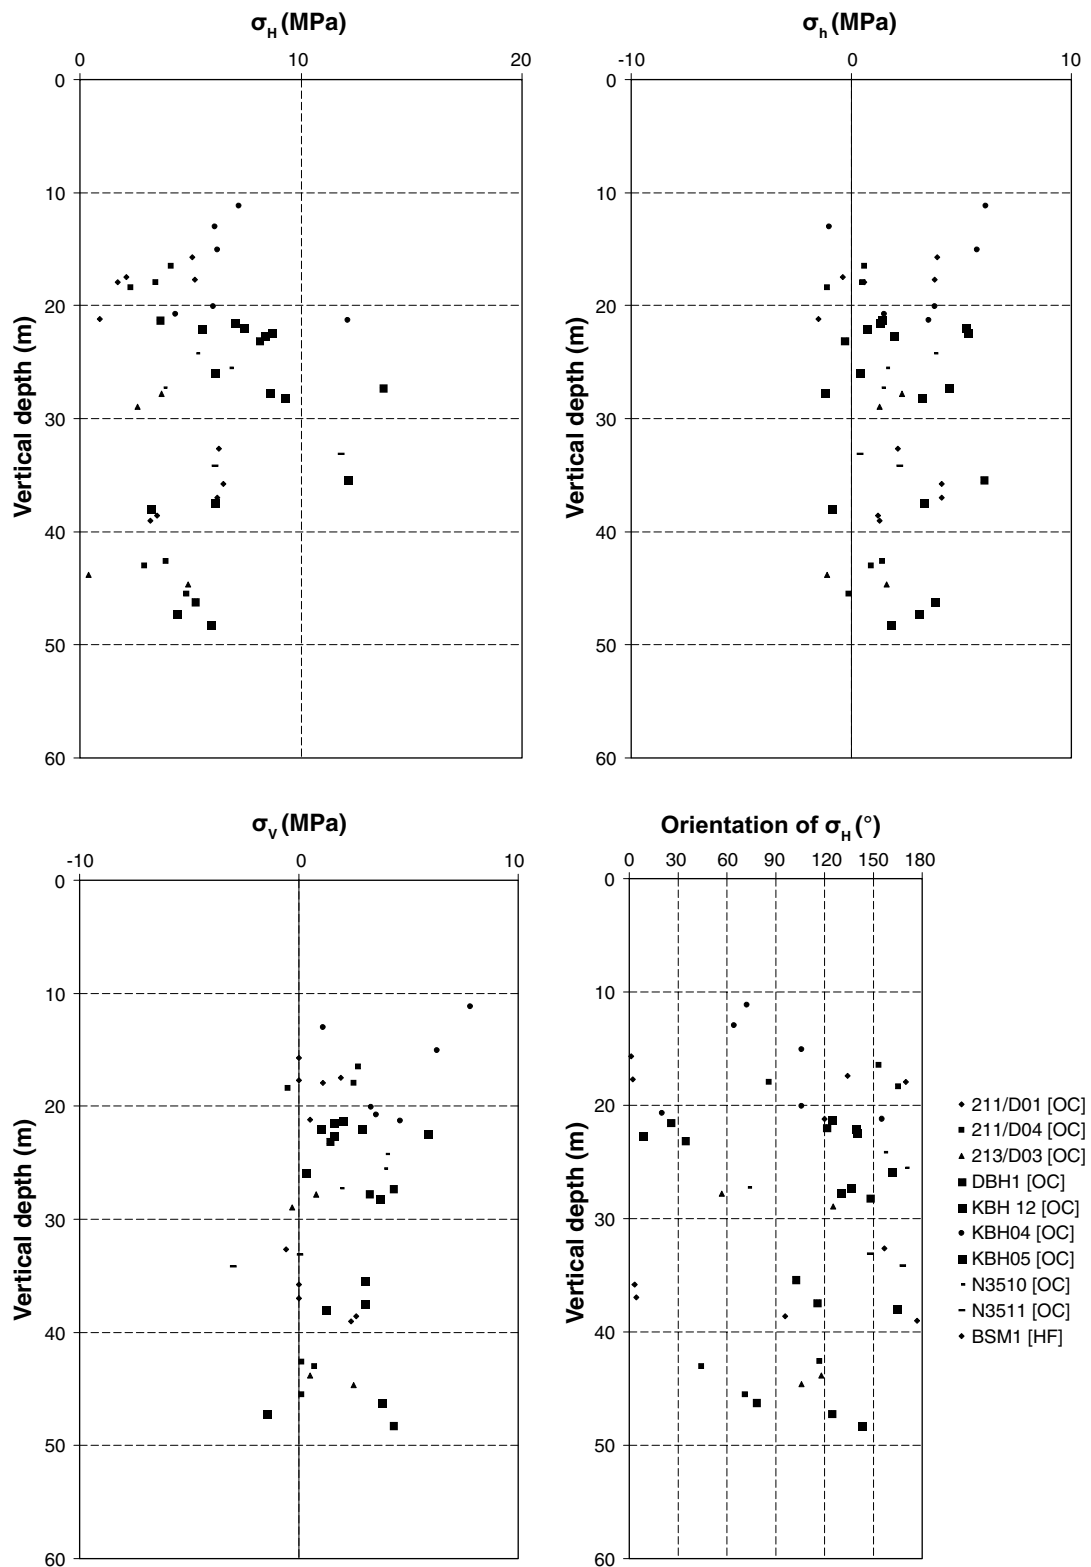 σH (MPa)
0 10 20
0
10
20
30
40
50
60
Vertical depth (m)
σh (MPa)
-10 0 10
0
10
20
30
40
50
60
Vertical depth (m)
σV (MPa)
-10 0 10
0
10
20
30
40
50
60
Vertical depth (m)
Orientation of σH (°)
0 30 60 90 120 150 180
0
10
20
30
40
50
60
Vertical depth (m)
211/D01 [OC]
211/D04 [OC]
213/D03 [OC]
DBH1 [OC]
KBH 12 [OC]
KBH04 [OC]
KBH05 [OC]
N3510 [OC]
N3511 [OC]
BSM1 [HF]